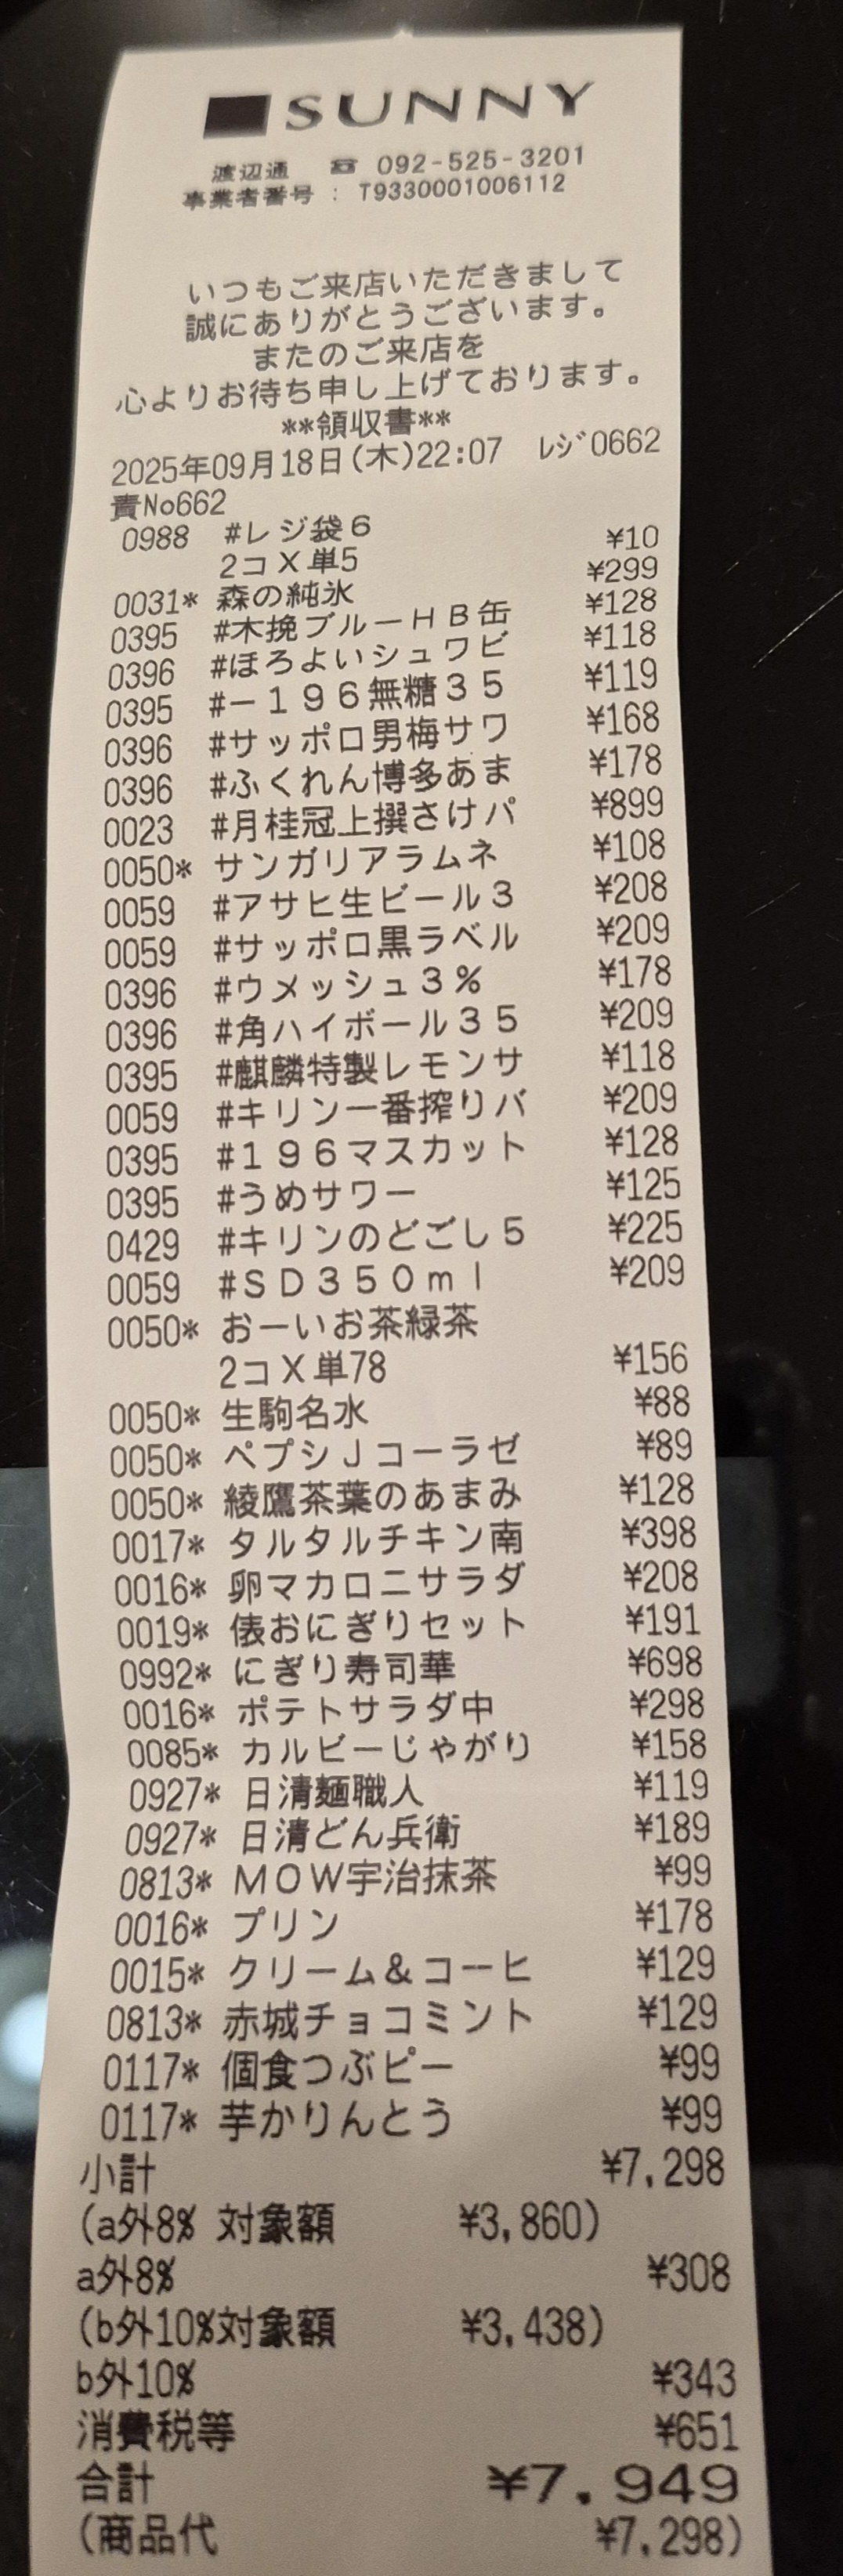 SUNNY
渡辺通 ☎ 092-525-3201
事業者番号 : T9330001006112
いつもご来店いただきまして
誠にありがとうございます。
またのご来店を
心よりお待ち申し上げております。
**領収書**
2025年09月18日(木)22:07 ﾚｼﾞ0662
責No662
0988 #レジ袋6
2コX単5 ¥10
0031* 森の純氷 ¥299
0395 #木挽ブルーHB缶 ¥128
0396 #ほろよいシュワビ ¥118
0395 #-196無糖35 ¥119
0396 #サッポロ男梅サワ ¥168
0396 #ふくれん博多あま ¥178
0023 #月桂冠上撰さけパ ¥899
0050* サンガリアラムネ ¥108
0059 #アサヒ生ビール3 ¥208
0059 #サッポロ黒ラベル ¥209
0396 #ウメッシュ3% ¥178
0396 #角ハイボール35 ¥209
0395 #麒麟特製レモンサ ¥118
0059 #キリン一番搾りバ ¥209
0395 #196マスカット ¥128
0395 #うめサワー ¥125
0429 #キリンのどごし5 ¥225
0059 #SD350ml ¥209
0050* おーいお茶緑茶
2コX単78 ¥156
0050* 生駒名水 ¥88
0050* ペプシJコーラゼ ¥89
0050* 綾鷹茶葉のあまみ ¥128
0017* タルタルチキン南 ¥398
0016* 卵マカロニサラダ ¥208
0019* 俵おにぎりセット ¥191
0992* にぎり寿司華 ¥698
0016* ポテトサラダ中 ¥298
0085* カルビーじゃがり ¥158
0927* 日清麺職人 ¥119
0927* 日清どん兵衛 ¥189
0813* MOW宇治抹茶 ¥99
0016* プリン ¥178
0015* クリーム&コーヒ ¥129
0813* 赤城チョコミント ¥129
0117* 個食つぶピー ¥99
0117* 芋かりんとう ¥99
小計 ¥7,298
(a外8% 対象額 ¥3,860)
a外8% ¥308
(b外10%対象額 ¥3,438)
b外10% ¥343
消費税等 ¥651
合計 ¥7,949
(商品代 ¥7,298)